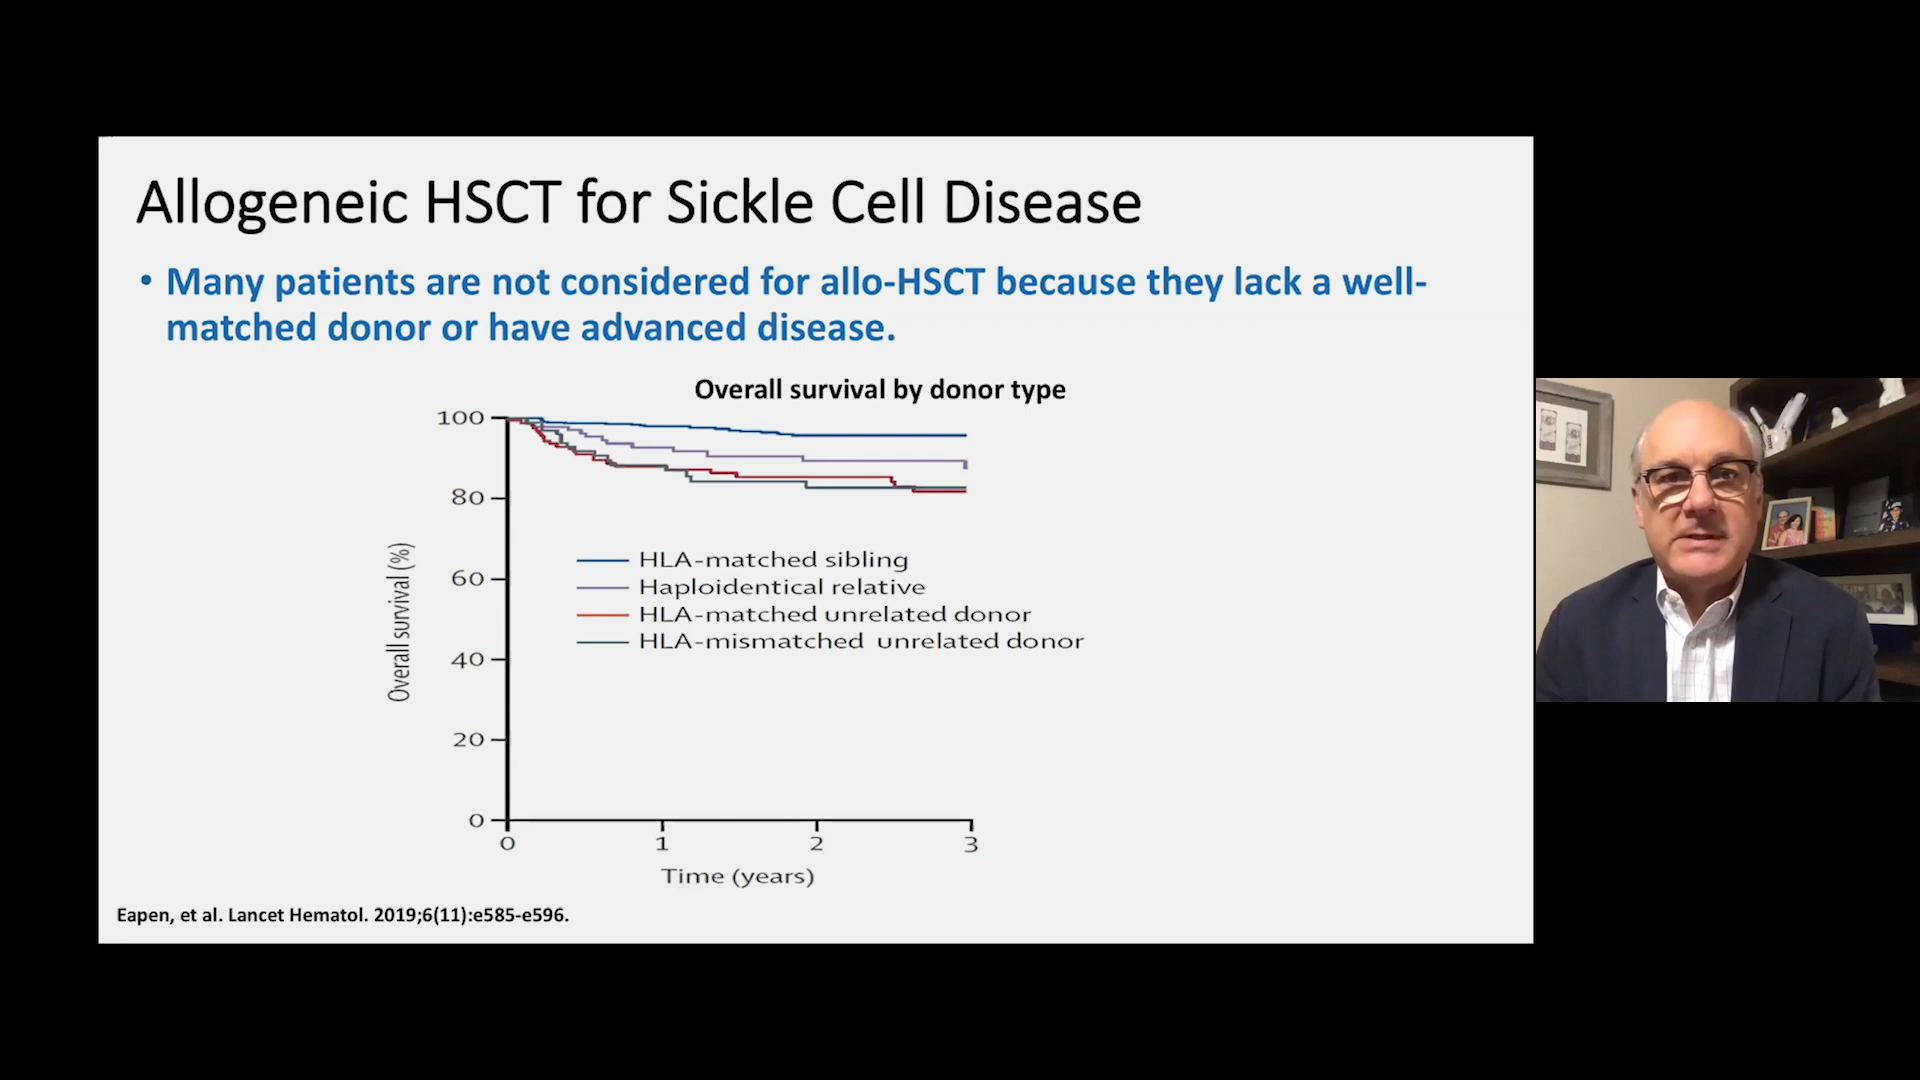 Allogeneic HSCT for Sickle Cell Disease
• Many patients are not considered for allo-HSCT because they lack a well-
matched donor or have advanced disease.
Overall survival by donor type
100
80
60
40
20
0
Overall survival (%)
HLA-matched sibling
Haploidentical relative
HLA-matched unrelated donor
HLA-mismatched unrelated donor
0 1 2 3
Time (years)
Eapen, et al. Lancet Hematol. 2019;6(11):e585-e596.